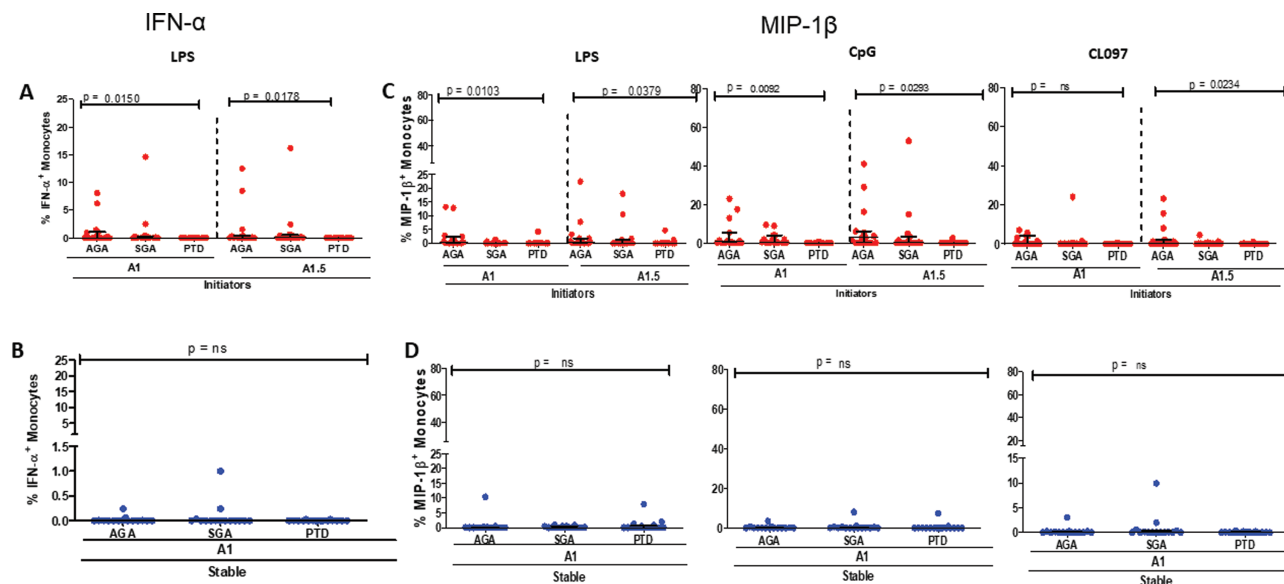 IFN-α
MIP-1β
LPS
LPS
CpG
CL097
A
p = 0.0150
p = 0.0178
% IFN-α+ Monocytes
25
20
15
10
5
0
AGA SGA PTD AGA SGA PTD
A1 A1.5
Initiators
C
p = 0.0103
p = 0.0379
% MIP-1β+ Monocytes
80
60
40
25
20
15
10
5
0
AGA SGA PTD AGA SGA PTD
A1 A1.5
Initiators
p = 0.0092
p = 0.0293
80
60
40
20
0
AGA SGA PTD AGA SGA PTD
A1 A1.5
Initiators
p = ns
p = 0.0234
80
60
40
20
0
AGA SGA PTD AGA SGA PTD
A1 A1.5
Initiators
B
p = ns
% IFN-α+ Monocytes
25
20
15
10
5
1.5
1.0
0.5
0.0
AGA SGA PTD
A1
Stable
D
p = ns
% MIP-1β+ Monocytes
80
60
40
25
20
15
10
5
0
AGA SGA PTD
A1
Stable
p = ns
80
60
40
20
0
AGA SGA PTD
A1
Stable
p = ns
80
60
40
20
15
10
5
0
AGA SGA PTD
A1
Stable